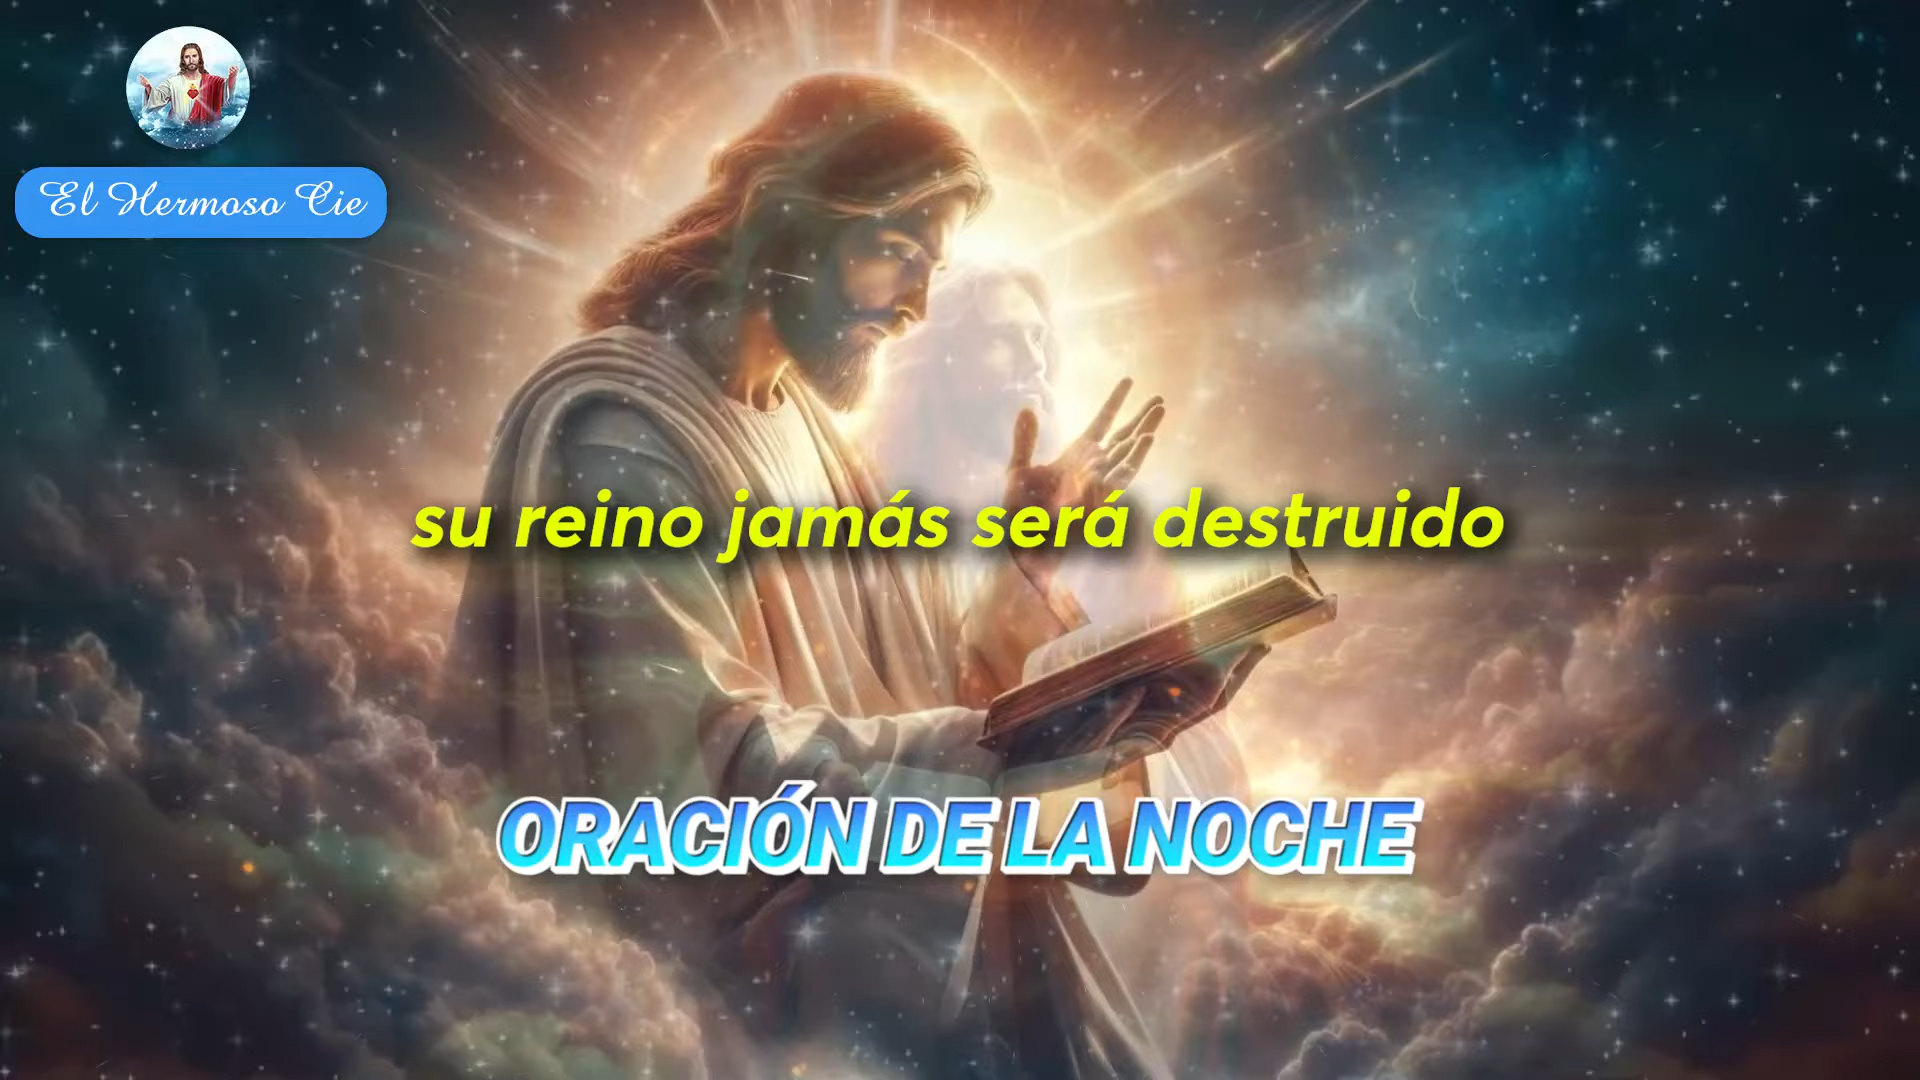 El Hermoso Cie
su reino jamás será destruido
ORACIÓN DE LA NOCHE